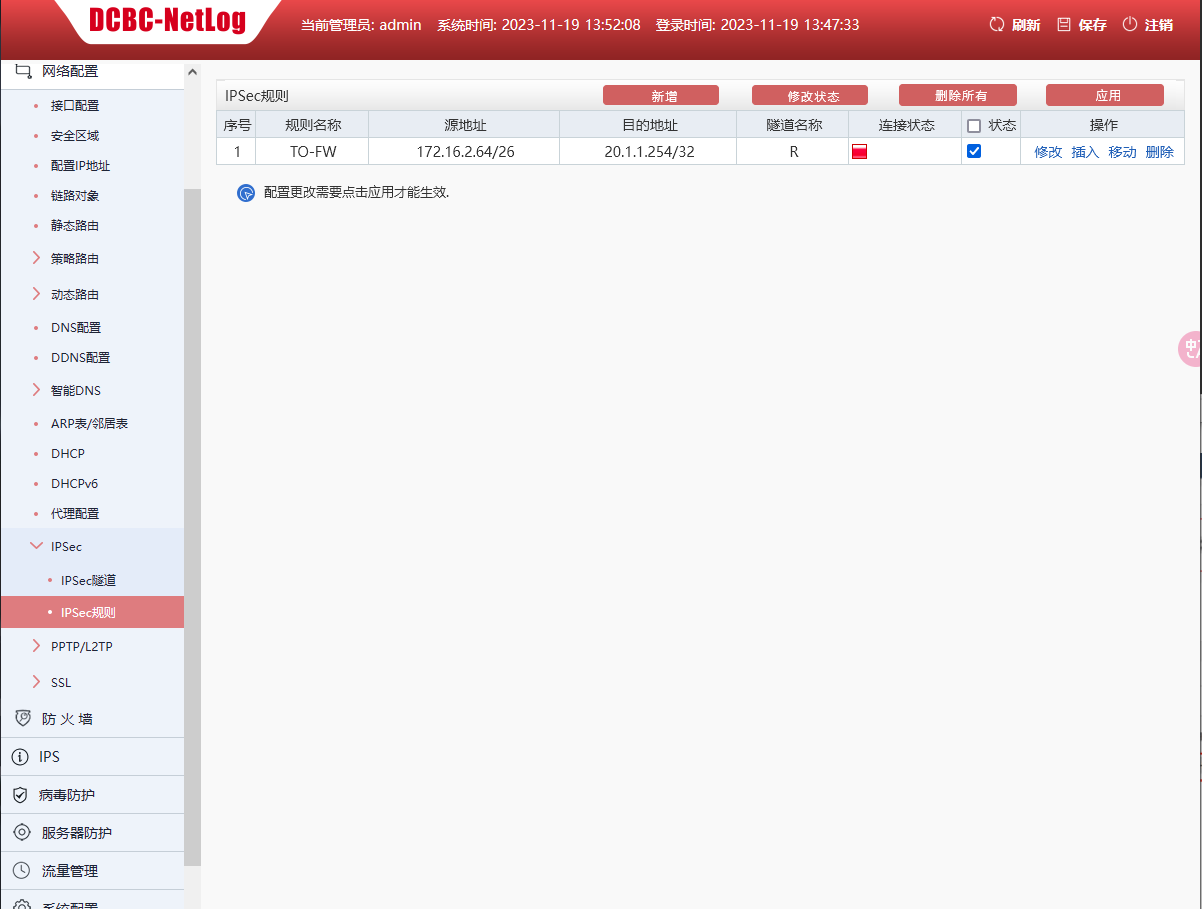 DCBC-NetLog
当前管理员: admin 系统时间: 2023-11-19 13:52:08 登录时间: 2023-11-19 13:47:33
刷新 保存 注销
网络配置
接口配置
安全区域
配置IP地址
链路对象
静态路由
策略路由
动态路由
DNS配置
DDNS配置
智能DNS
ARP表/邻居表
DHCP
DHCPv6
代理配置
IPSec
IPSec隧道
IPSec规则
PPTP/L2TP
SSL
防 火 墙
IPS
病毒防护
服务器防护
流量管理
系统配置
IPSec规则 新增 修改状态 删除所有 应用
序号 规则名称 源地址 目的地址 隧道名称 连接状态 状态 操作
1 TO-FW 172.16.2.64/26 20.1.1.254/32 R 修改 插入 移动 删除
配置更改需要点击应用才能生效.
中